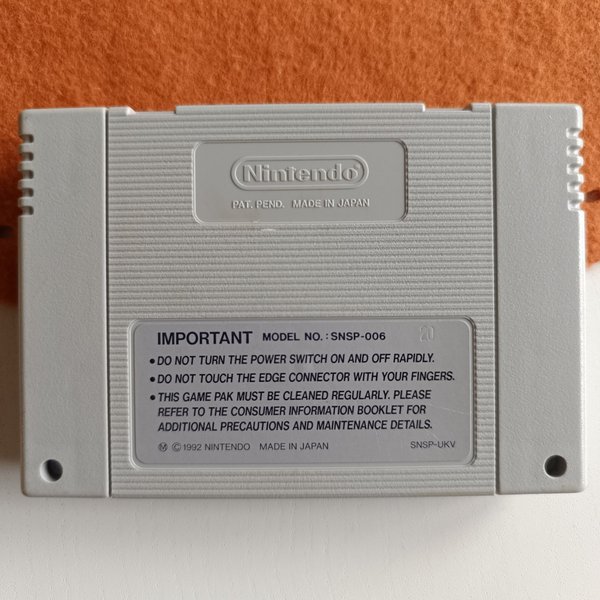 Nintendo
PAT. PEND. MADE IN JAPAN
IMPORTANT MODEL NO. : SNSP-006 20
• DO NOT TURN THE POWER SWITCH ON AND OFF RAPIDLY.
• DO NOT TOUCH THE EDGE CONNECTOR WITH YOUR FINGERS.
• THIS GAME PAK MUST BE CLEANED REGULARLY. PLEASE
REFER TO THE CONSUMER INFORMATION BOOKLET FOR
ADDITIONAL PRECAUTIONS AND MAINTENANCE DETAILS.
Ⓜ © 1992 NINTENDO MADE IN JAPAN SNSP-UKV